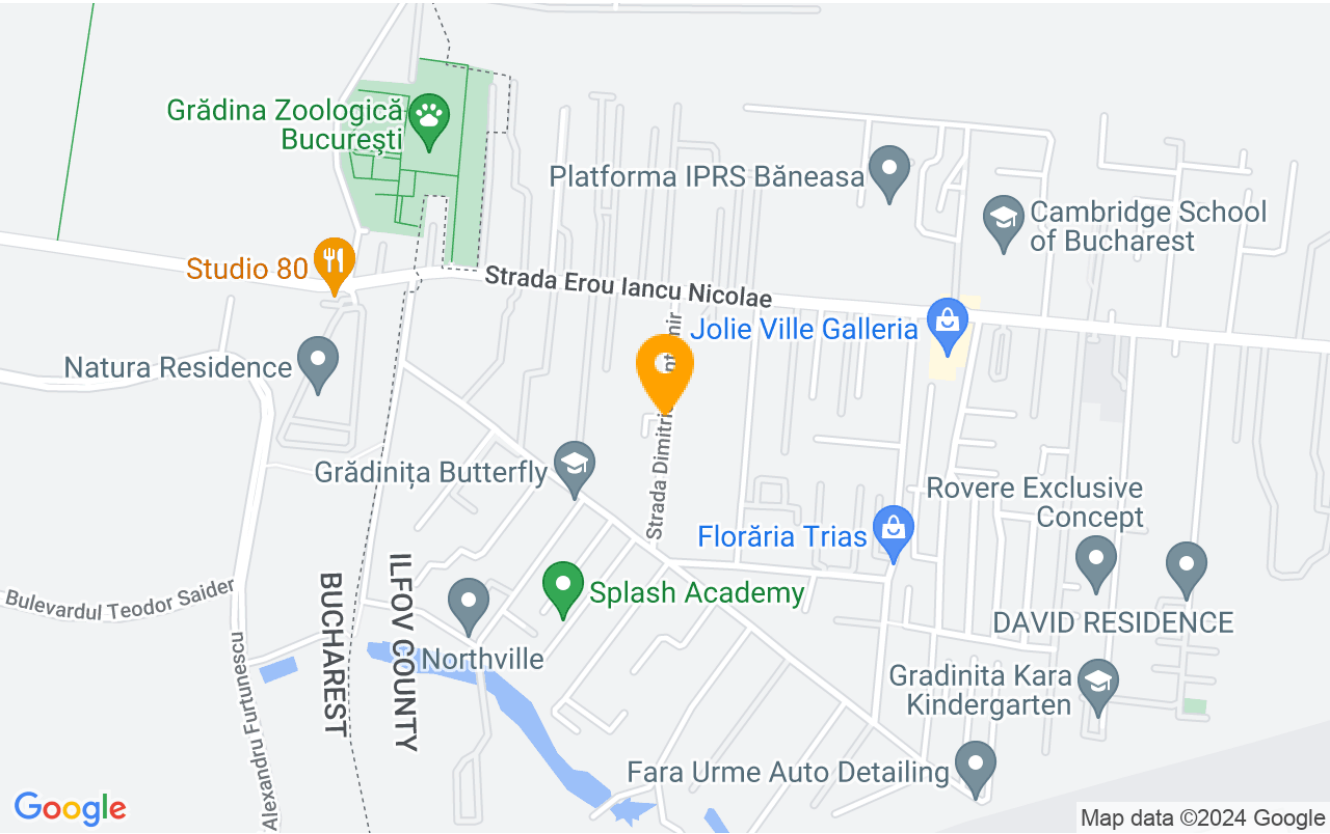 Grădina Zoologică
București
Platforma IPRS Băneasa
Cambridge School
of Bucharest
Studio 80
Strada Erou Iancu Nicolae
Jolie Ville Galleria
Natura Residence
Strada Dimitrie
Grădinița Butterfly
Rovere Exclusive
Concept
Florăria Trias
Bulevardul Teodor Saider
BUCHAREST
ILFOV COUNTY
Splash Academy
DAVID RESIDENCE
Northville
Alexandru Furtunescu
Gradinita Kara
Kindergarten
Fara Urme Auto Detailing
Google
Map data ©2024 Google